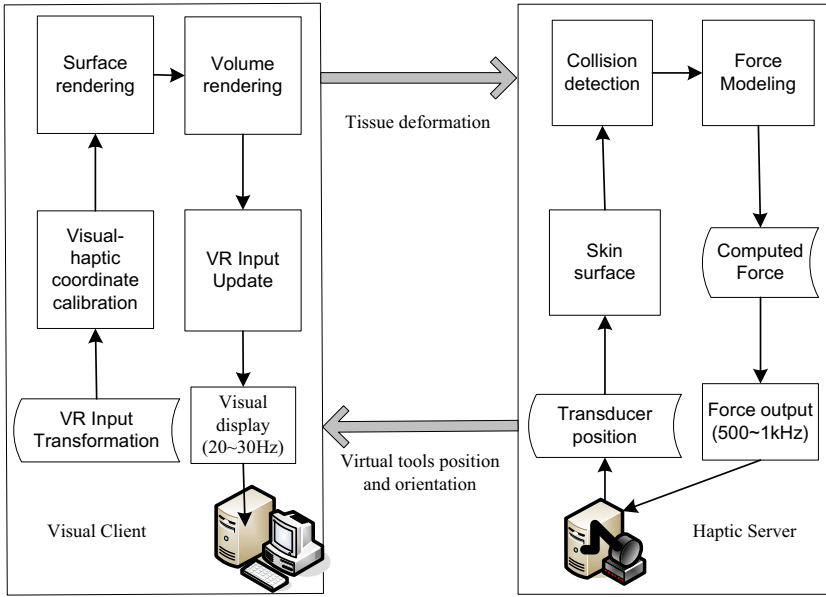 Surface
rendering
Volume
rendering
Visual-
haptic
coordinate
calibration
VR Input
Update
VR Input
Transformation
Visual
display
(20~30Hz)
Visual Client
Tissue deformation
Virtual tools position
and orientation
Collision
detection
Force
Modeling
Skin
surface
Computed
Force
Transducer
position
Force output
(500~1kHz)
Haptic Server